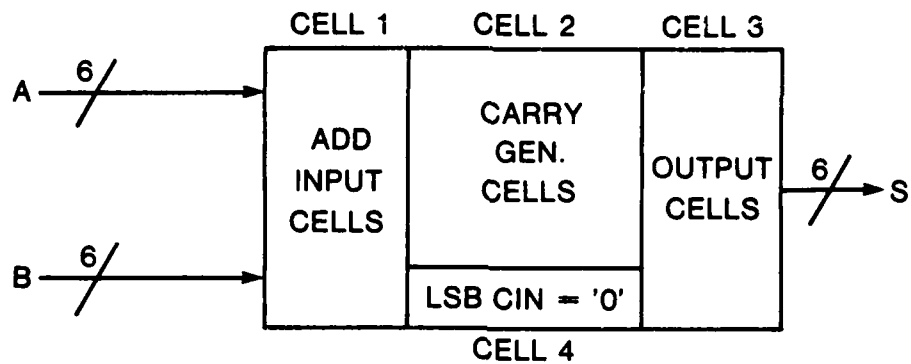 CELL 1
CELL 2
CELL 3
6
A
ADD
INPUT
CELLS
CARRY
GEN.
CELLS
OUTPUT
CELLS
6
S
6
B
LSB CIN = '0'
CELL 4